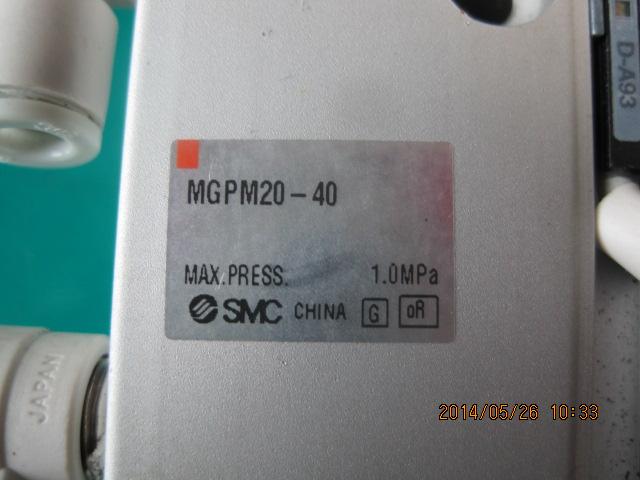 D-A93
MGPM20-40
MAX.PRESS. 1.0MPa
SMC CHINA G oR
JAPAN
2014/05/26 10:33